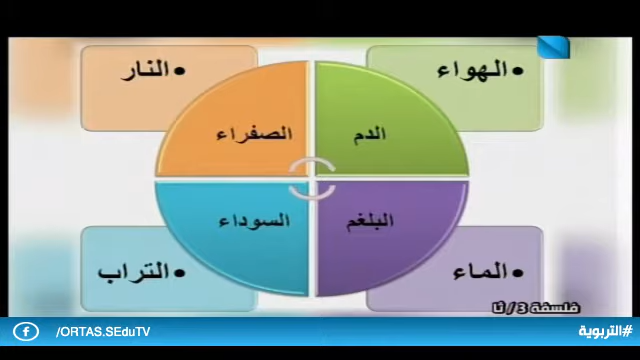 • الهواء
• النار
الدم
الصفراء
البلغم
السوداء
• الماء
• التراب
فلسفة 3/ ثا
#التربوية
/ORTAS.SEduTV